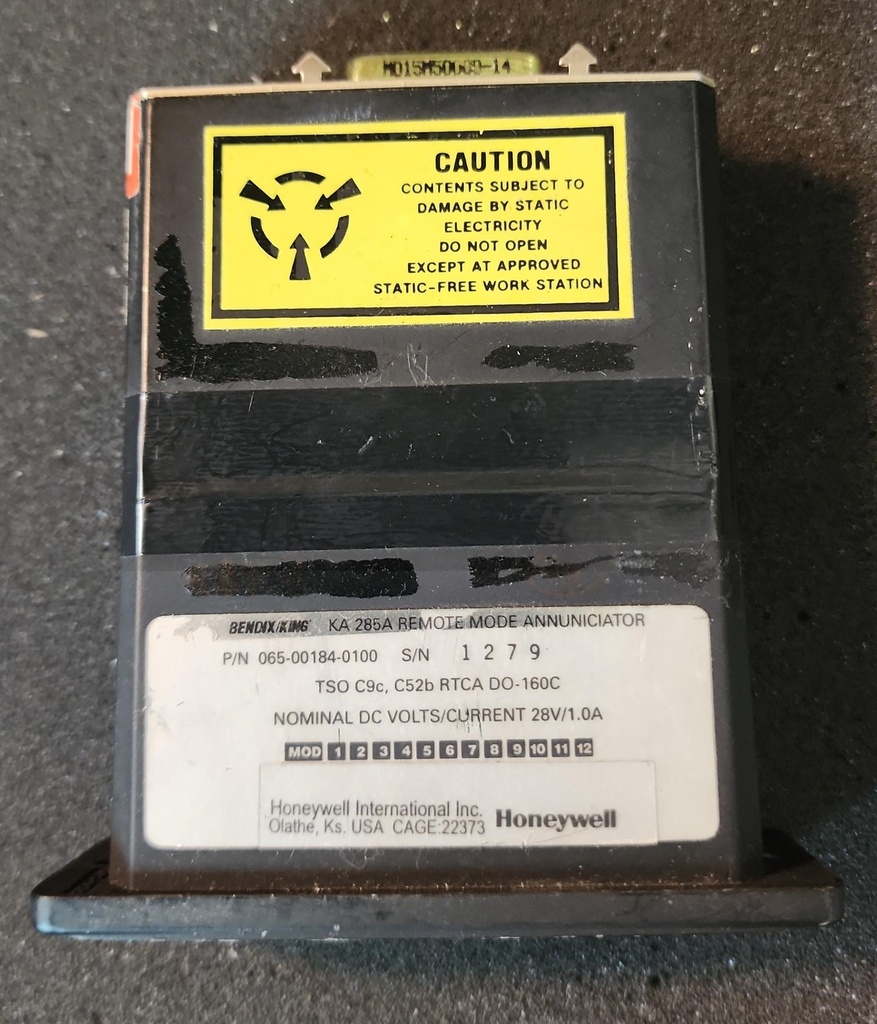 CAUTION
CONTENTS SUBJECT TO
DAMAGE BY STATIC
ELECTRICITY
DO NOT OPEN
EXCEPT AT APPROVED
STATIC-FREE WORK STATION
BENDIX/KING KA 285A REMOTE MODE ANNUNICIATOR
P/N 065-00184-0100 S/N 1279
TSO C9c, C52b RTCA DO-160C
NOMINAL DC VOLTS/CURRENT 28V/1.0A
MOD 1 2 3 4 5 6 7 8 9 10 11 12
Honeywell International Inc. Honeywell
Olathe, Ks. USA CAGE:22373